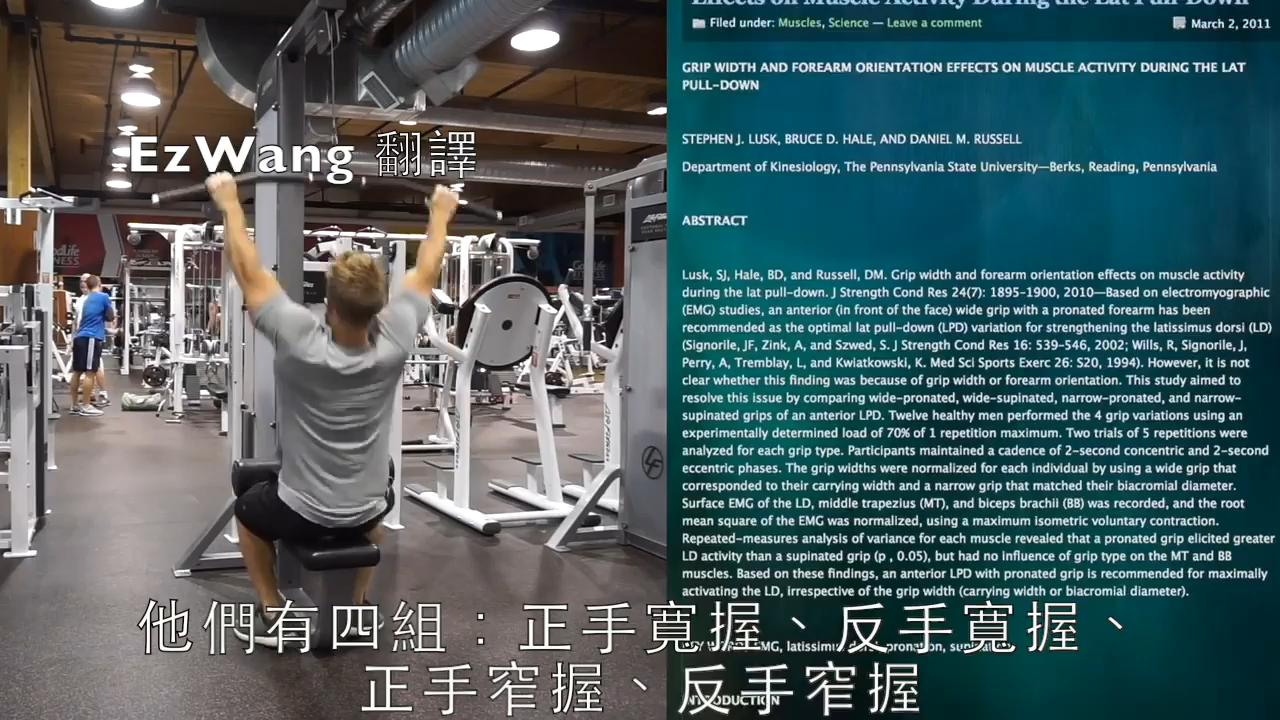 Effects on Muscle Activity During the Lat Pull-Down
Filed under: Muscles, Science — Leave a comment
March 2, 2011
GRIP WIDTH AND FOREARM ORIENTATION EFFECTS ON MUSCLE ACTIVITY DURING THE LAT
PULL-DOWN
STEPHEN J. LUSK, BRUCE D. HALE, AND DANIEL M. RUSSELL
Department of Kinesiology, The Pennsylvania State University—Berks, Reading, Pennsylvania
ABSTRACT
Lusk, SJ, Hale, BD, and Russell, DM. Grip width and forearm orientation effects on muscle activity
during the lat pull-down. J Strength Cond Res 24(7): 1895-1900, 2010—Based on electromyographic
(EMG) studies, an anterior (in front of the face) wide grip with a pronated forearm has been
recommended as the optimal lat pull-down (LPD) variation for strengthening the latissimus dorsi (LD)
(Signorile, JF, Zink, A, and Szwed, S. J Strength Cond Res 16: 539-546, 2002; Wills, R, Signorile, J,
Perry, A, Tremblay, L, and Kwiatkowski, K. Med Sci Sports Exerc 26: S20, 1994). However, it is not
clear whether this finding was because of grip width or forearm orientation. This study aimed to
resolve this issue by comparing wide-pronated, wide-supinated, narrow-pronated, and narrow-
supinated grips of an anterior LPD. Twelve healthy men performed the 4 grip variations using an
experimentally determined load of 70% of 1 repetition maximum. Two trials of 5 repetitions were
analyzed for each grip type. Participants maintained a cadence of 2-second concentric and 2-second
eccentric phases. The grip widths were normalized for each individual by using a wide grip that
corresponded to their carrying width and a narrow grip that matched their biacromial diameter.
Surface EMG of the LD, middle trapezius (MT), and biceps brachii (BB) was recorded, and the root
mean square of the EMG was normalized, using a maximum isometric voluntary contraction.
Repeated-measures analysis of variance for each muscle revealed that a pronated grip elicited greater
LD activity than a supinated grip (p , 0.05), but had no influence of grip type on the MT and BB
muscles. Based on these findings, an anterior LPD with pronated grip is recommended for maximally
activating the LD, irrespective of the grip width (carrying width or biacromial diameter).
EMG, latissimus pronation,
INTRODUCTION
EzWang 翻譯
他們有四組：正手寬握、反手寬握、
正手窄握、反手窄握